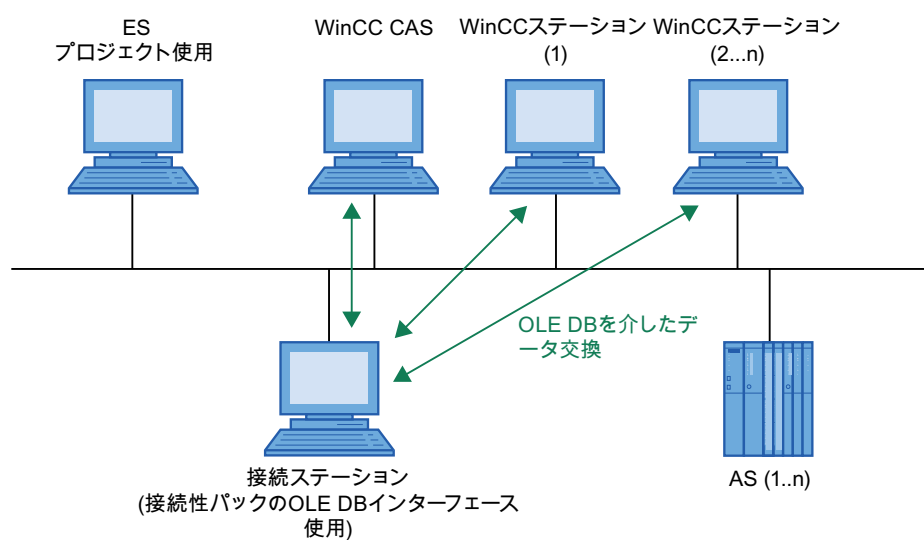 ES
プロジェクト使用
WinCC CAS
WinCCステーション
(1)
WinCCステーション
(2...n)
OLE DBを介したデ
ータ交換
接続ステーション
(接続性パックのOLE DBインターフェース
使用)
AS (1..n)